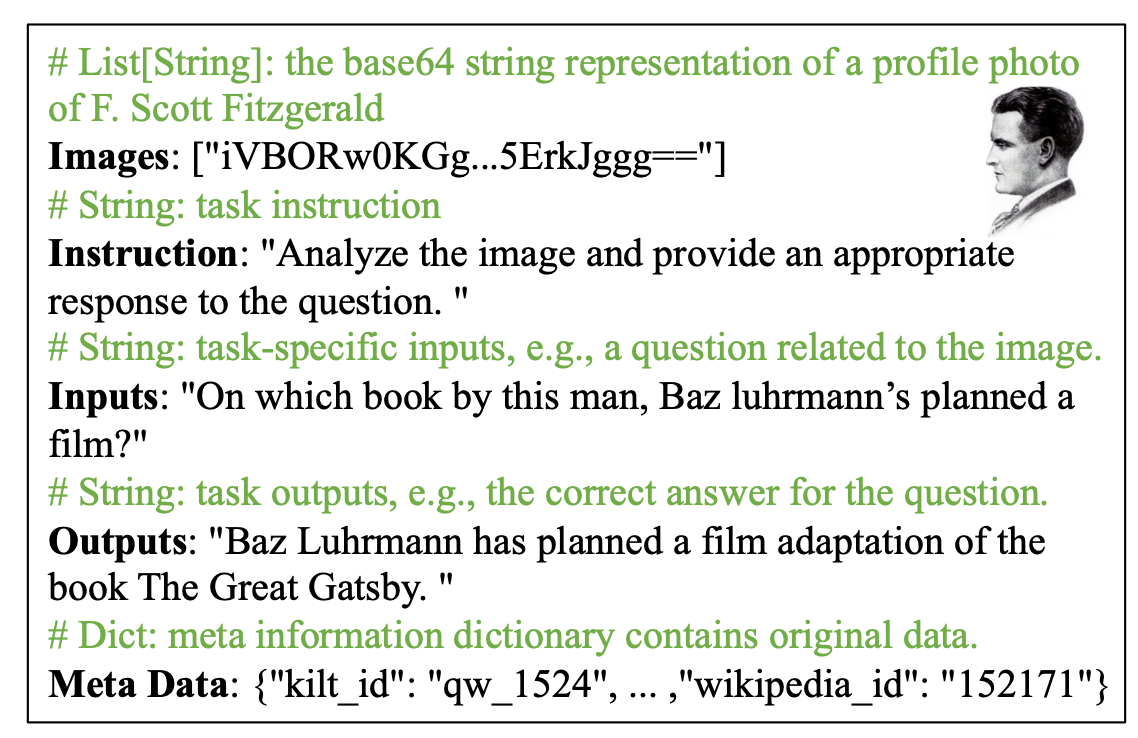 # List[String]: the base64 string representation of a profile photo
of F. Scott Fitzgerald
Images: ["iVBORw0KGg...5ErkJggg=="]
# String: task instruction
Instruction: "Analyze the image and provide an appropriate
response to the question. "
# String: task-specific inputs, e.g., a question related to the image.
Inputs: "On which book by this man, Baz luhrmann’s planned a
film?"
# String: task outputs, e.g., the correct answer for the question.
Outputs: "Baz Luhrmann has planned a film adaptation of the
book The Great Gatsby. "
# Dict: meta information dictionary contains original data.
Meta Data: {"kilt_id": "qw_1524", ... ,"wikipedia_id": "152171"}